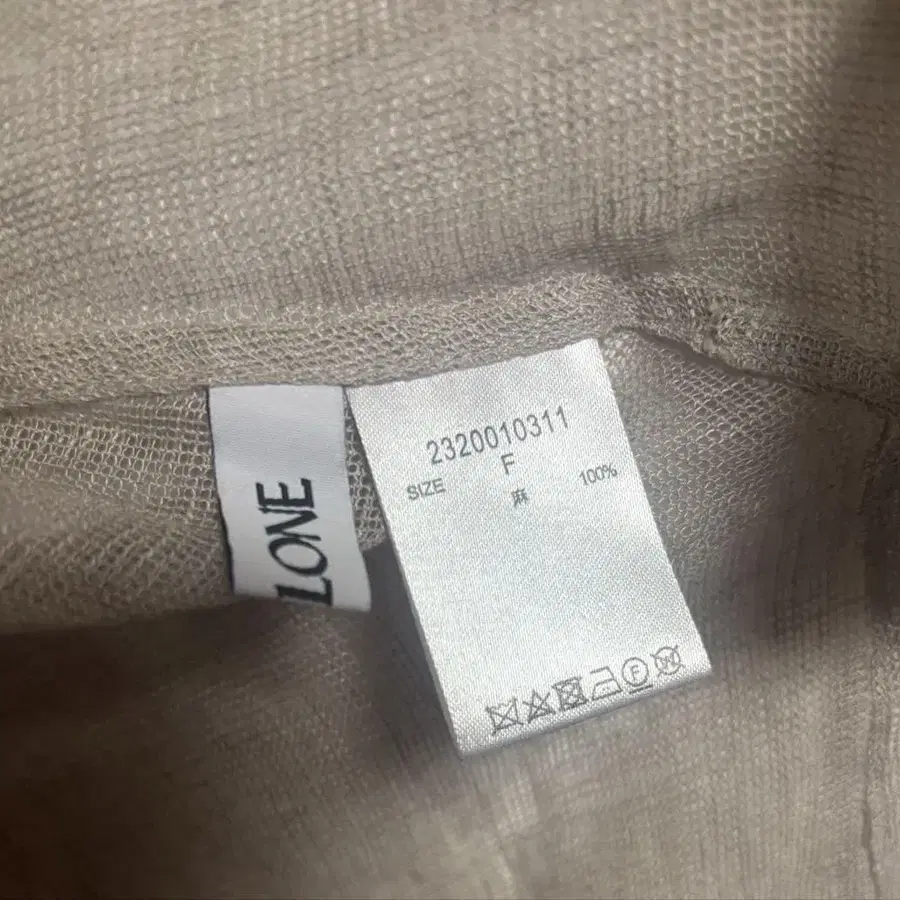 LONE
2320010311
F
SIZE
麻 100%
F
W